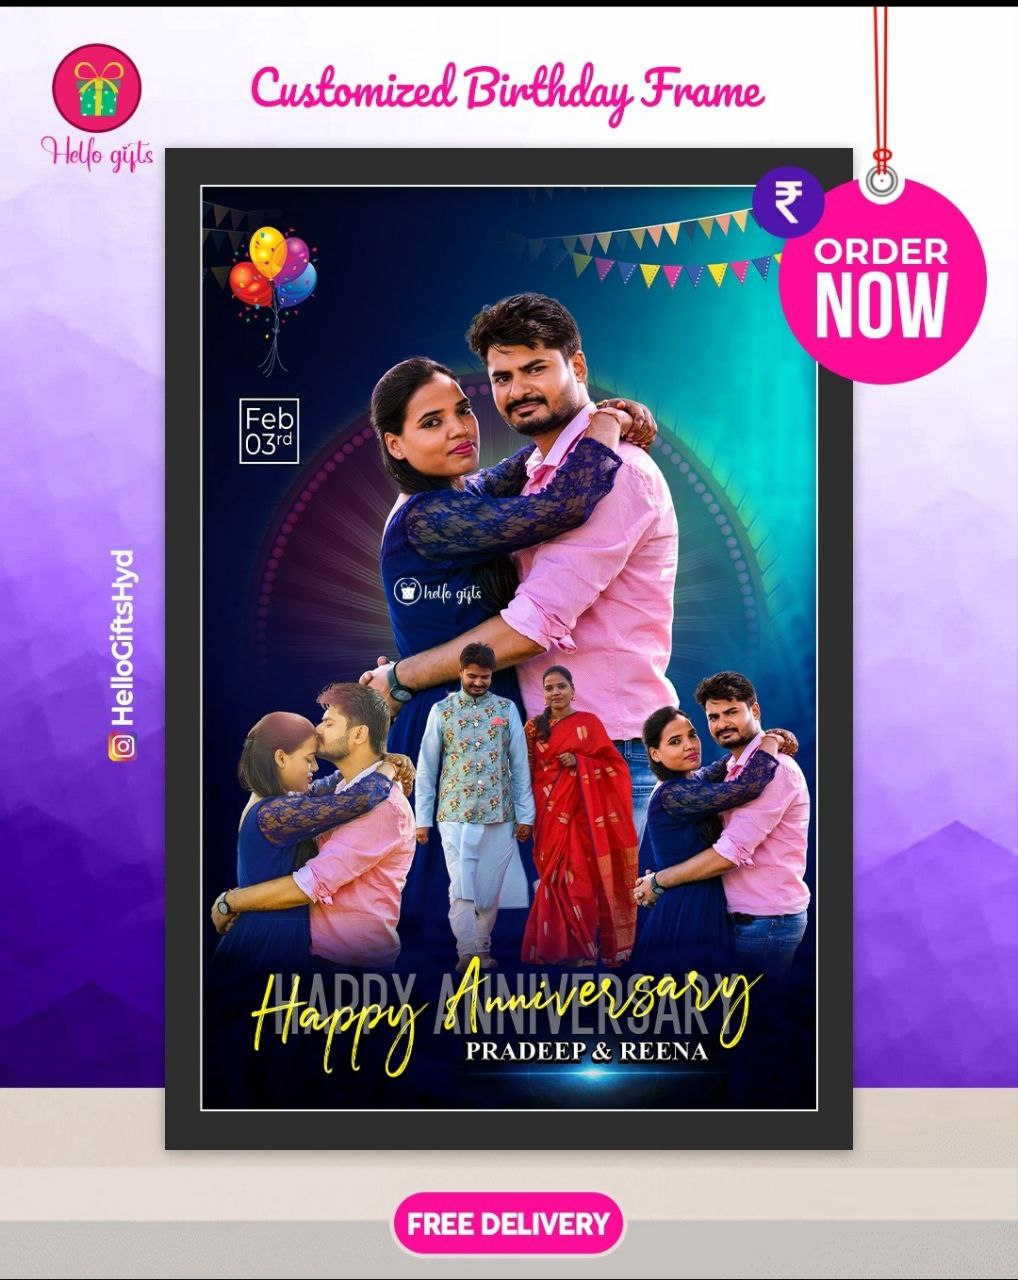 Customized Birthday Frame
Hello gifts
₹
ORDER
NOW
Feb
03rd
hello gifts
HelloGiftsHyd
HAPPY ANNIVERSARY
Happy Anniversary
PRADEEP & REENA
FREE DELIVERY